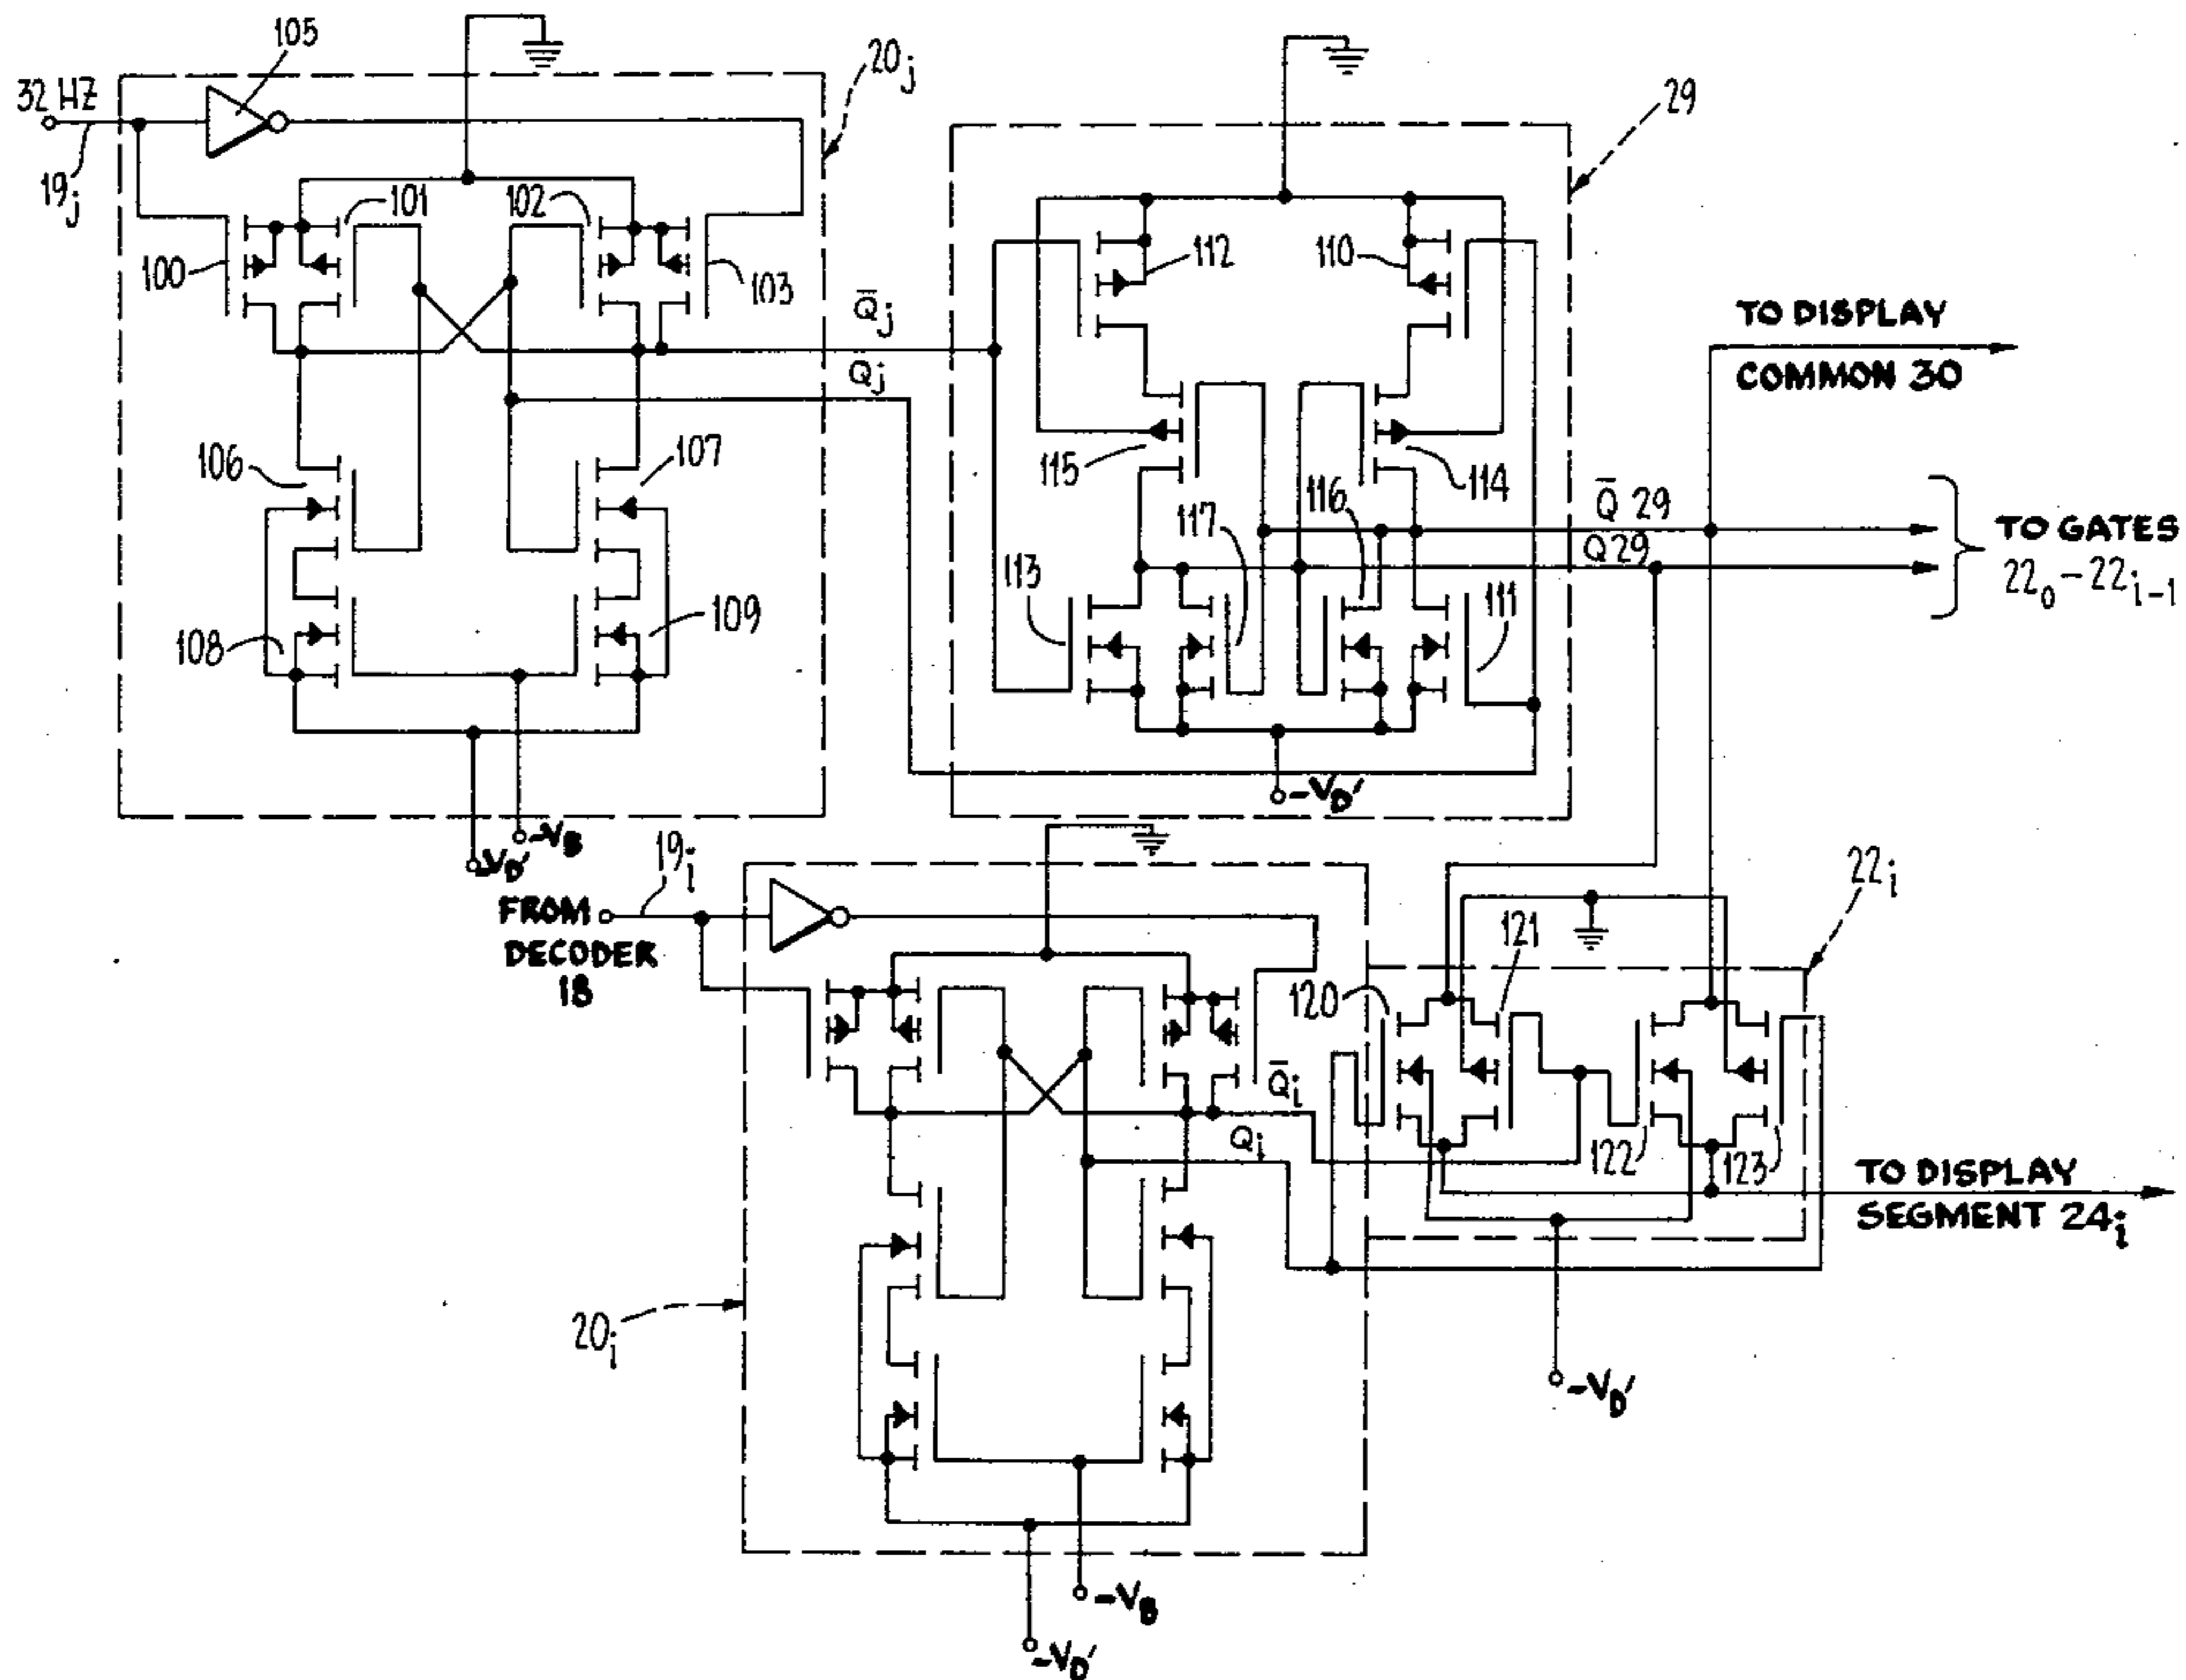 105
20j
32 HZ
29
19j
101
102
100
103
112
110
Q̄j
Qj
TO DISPLAY
COMMON 30
106
107
115
114
116
117
Q̄ 29
Q29
TO GATES
22₀-22i-1
113
111
108
109
-VB
-VD'
-VD'
19i
FROM
DECODER
18
22i
121
120
Q̄i
Qi
122
123
TO DISPLAY
SEGMENT 24i
20i
-VD'
-VB
-VD'